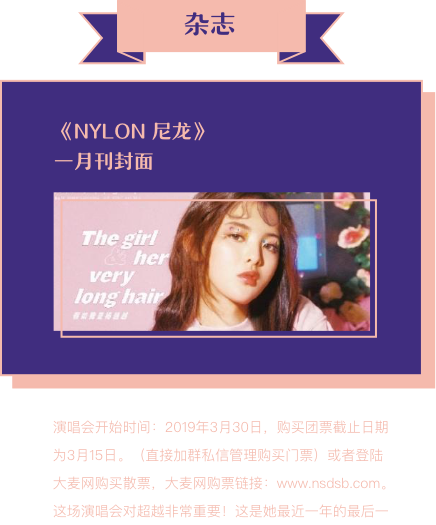 杂志
《NYLON 尼龙》
一月刊封面
The girl
& her
very
long hair
演唱会开始时间：2019年3月30日，购买团票截止日期
为3月15日。（直接加群私信管理购买门票）或者登陆
大麦网购买散票，大麦网购票链接：www.nsdsb.com。
这场演唱会对超越非常重要！这是她最近一年的最后一